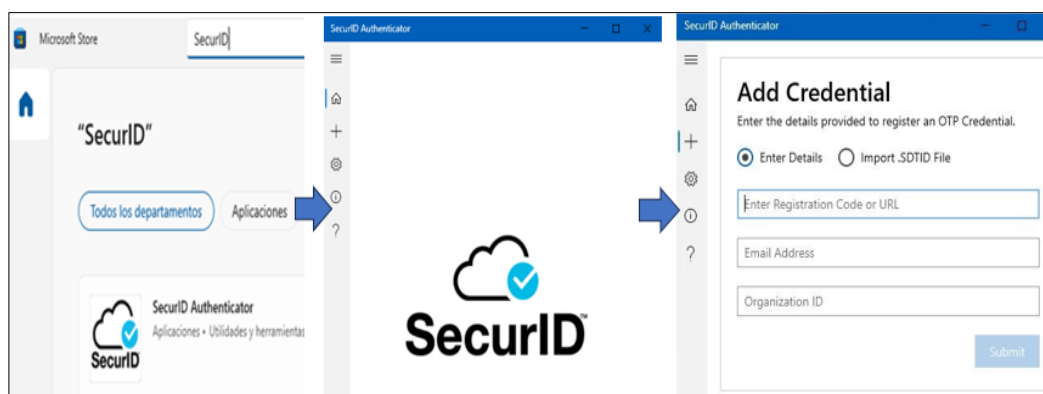 Microsoft Store
SecurID
"SecurID"
Todos los departamentos
Aplicaciones
SecurID Authenticator
Aplicaciones • Utilidades y herramientas
SecurID
SecurID Authenticator
?
SecurID™
SecurID Authenticator
Add Credential
Enter the details provided to register an OTP Credential.
Enter Details
Import .SDTID File
Enter Registration Code or URL
Email Address
Organization ID
Submit
?